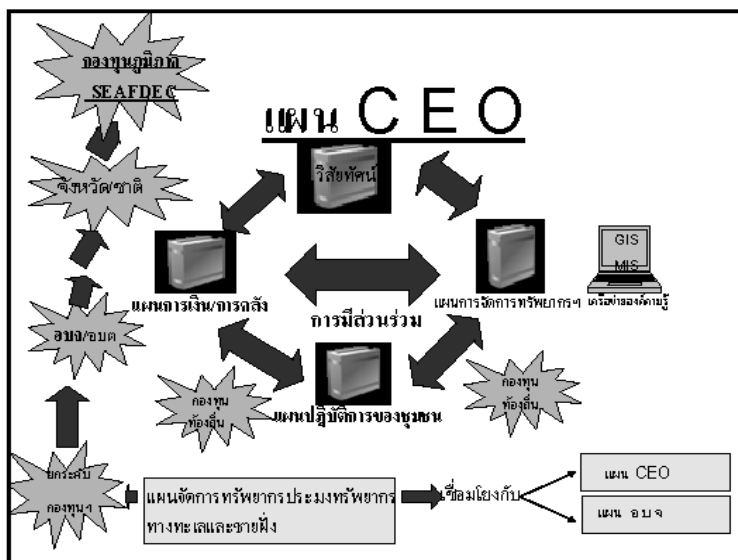 กองทุนภูมิภาค
SEAFDEC
แผน CEO
วิสัยทัศน์
จังหวัด/ชาติ
GIS
MIS
แผนการเงิน/การคลัง
แผนการจัดการทรัพยากรฯ
เครือข่ายองค์ความรู้
การมีส่วนร่วม
อบจ/อบต
กองทุน
ท้องถิ่น
กองทุน
ท้องถิ่น
แผนปฏิบัติการของชุมชน
ยกระดับ
กองทุนฯ
แผนจัดการทรัพยากรประมงทรัพยากร
ทางทะเลและชายฝั่ง
เชื่อมโยงกับ
แผน CEO
แผน อบจ